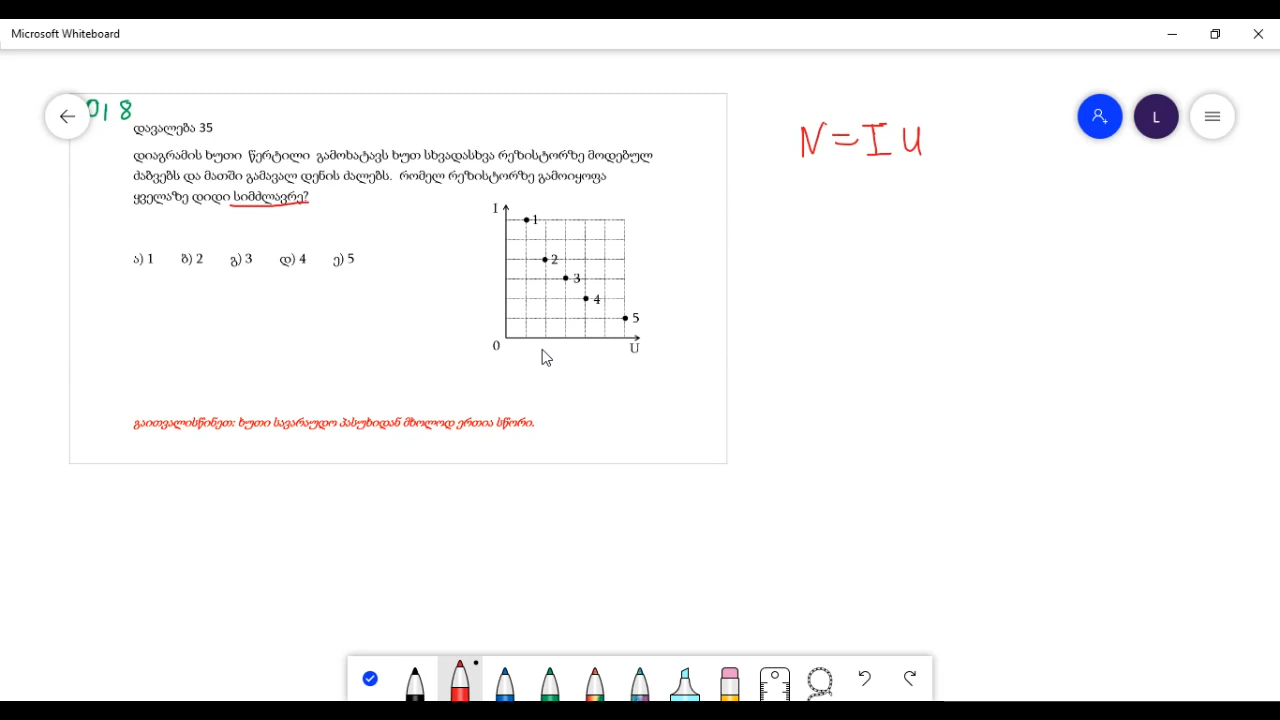 Microsoft Whiteboard
018
დავალება 35
N = I U
L
დიაგრამის ხუთი წერტილი გამოხატავს ხუთ სხვადასხვა რეზისტორზე მოდებულ
ძაბვებს და მათში გამავალ დენის ძალებს. რომელ რეზისტორზე გამოიყოფა
ყველაზე დიდი სიმძლავრე?
ა) 1 ბ) 2 გ) 3 დ) 4 ე) 5
I
1
2
3
4
5
0
U
გაითვალისწინეთ: ხუთი სავარაუდო პასუხიდან მხოლოდ ერთია სწორი.